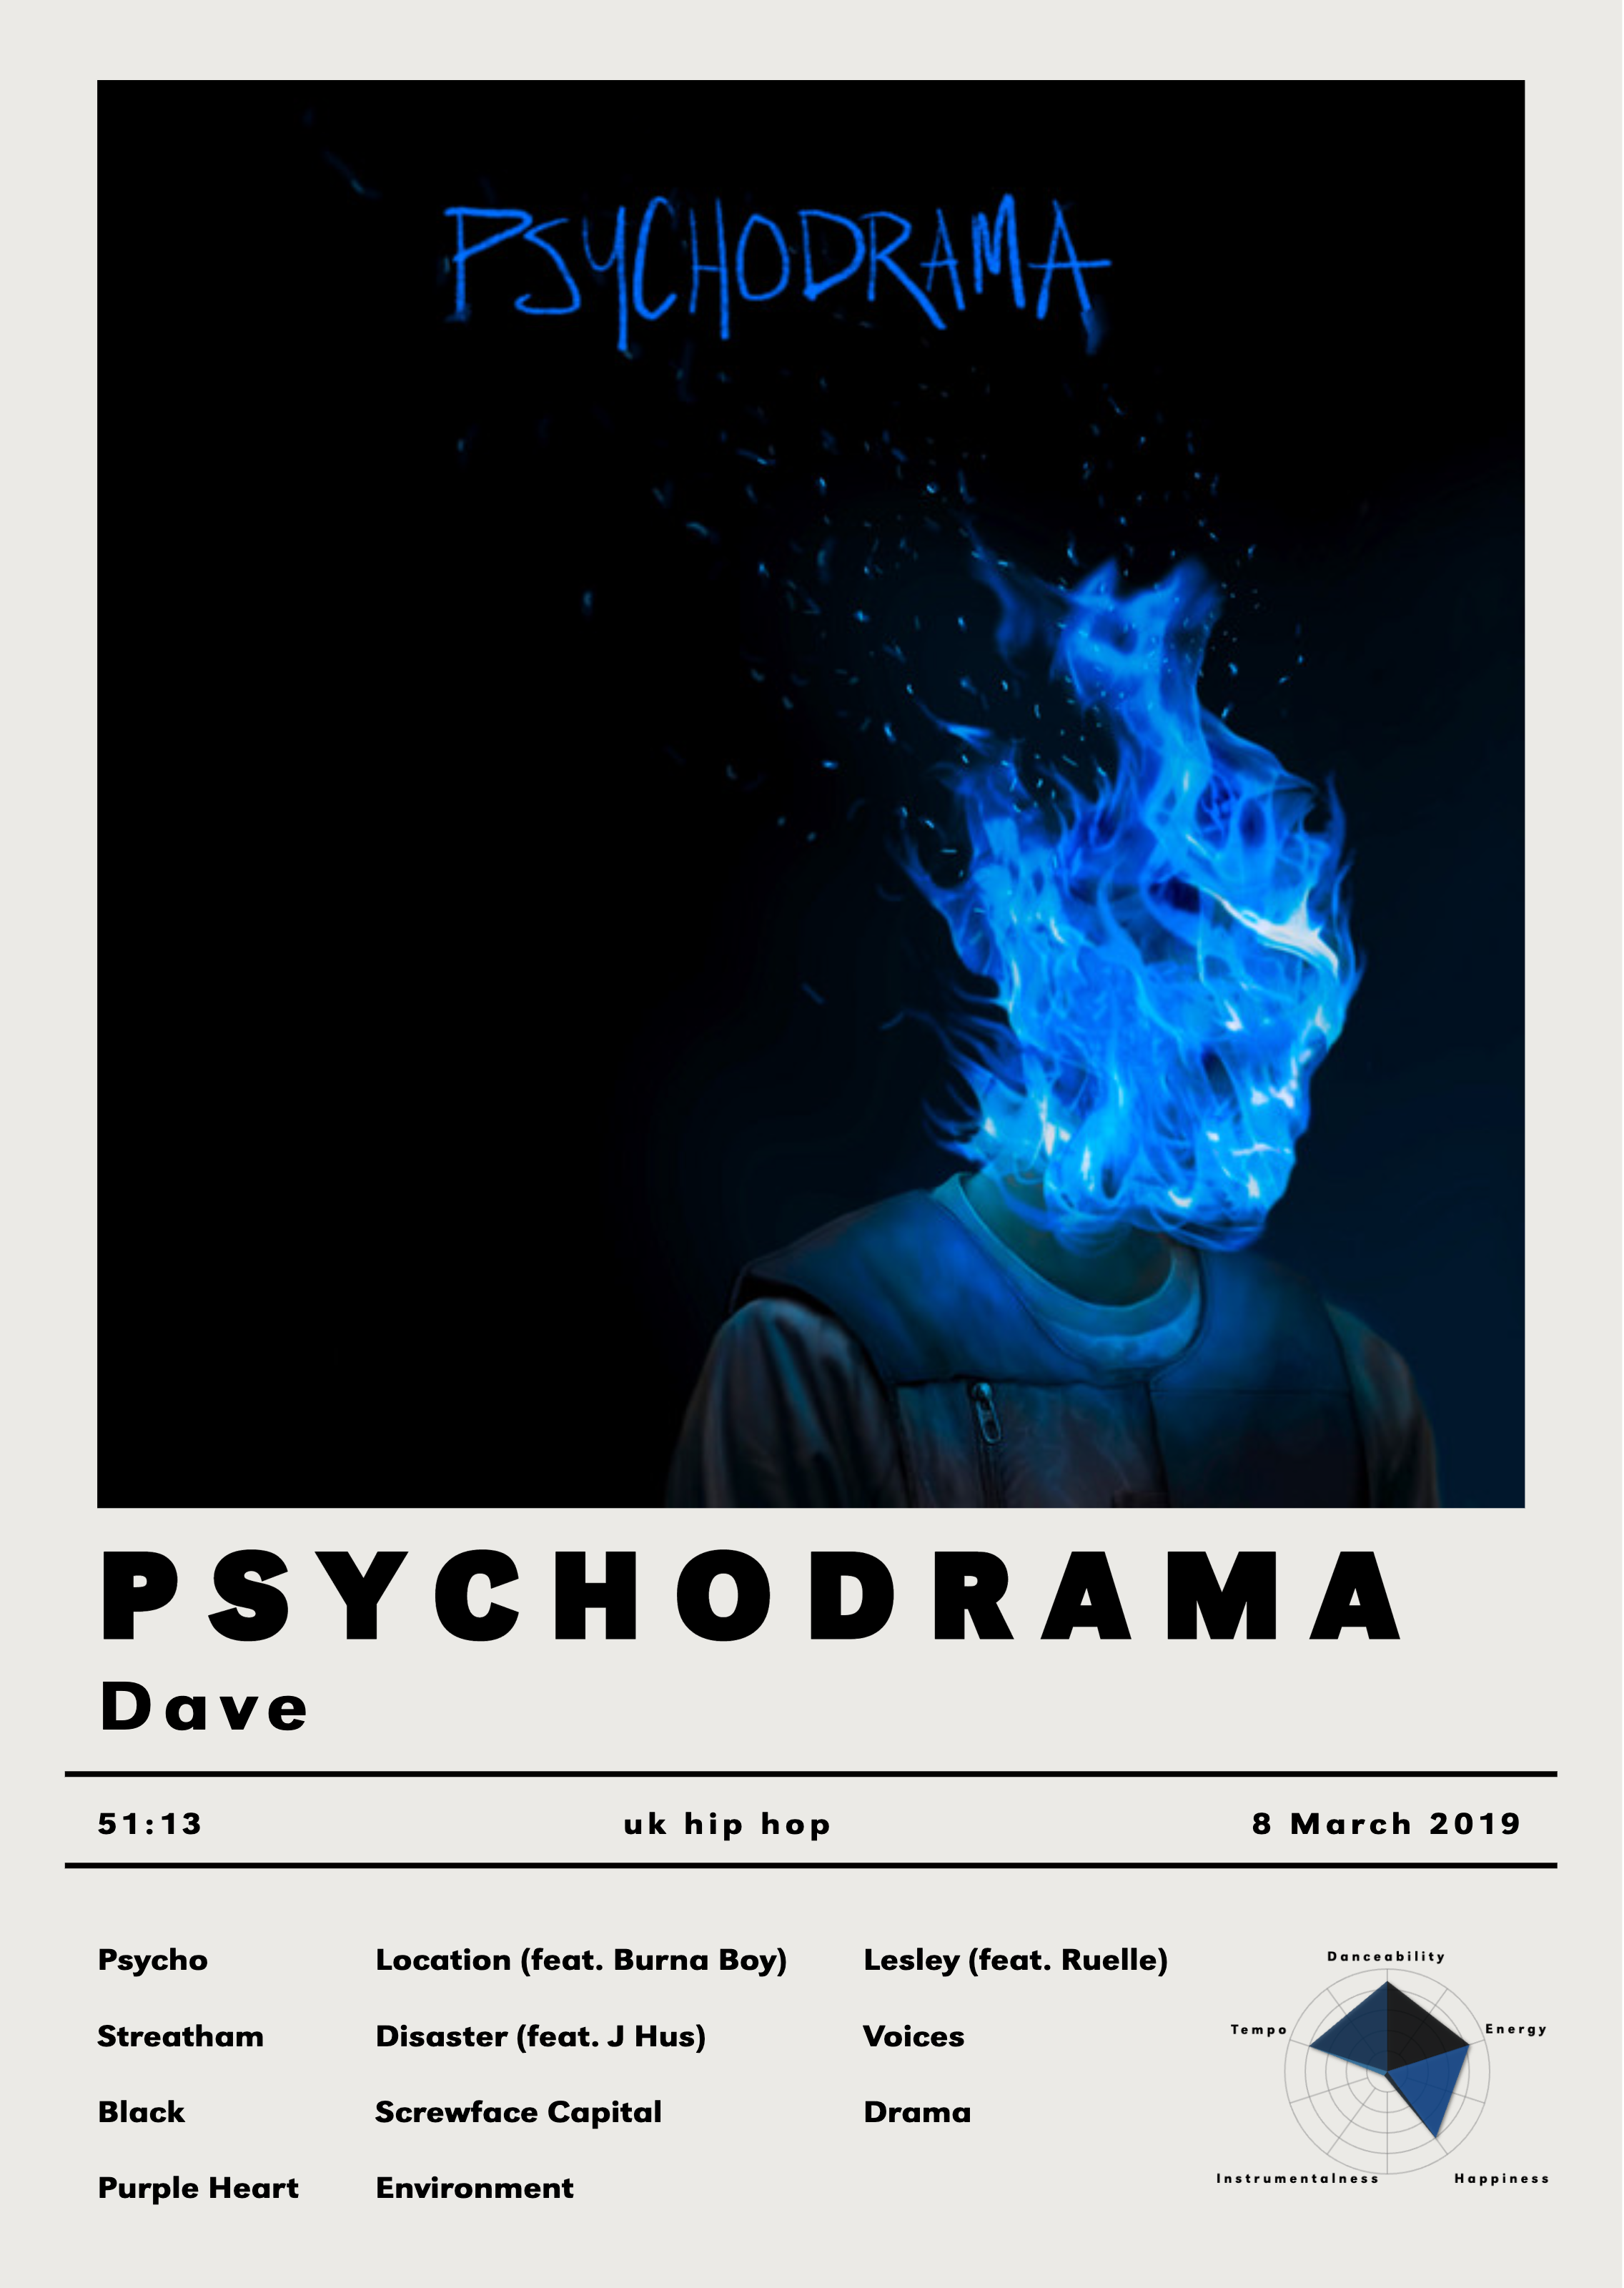 PSYCHODRAMA
PSYCHODRAMA
Dave
51:13 uk hip hop 8 March 2019
Psycho
Streatham
Black
Purple Heart
Location (feat. Burna Boy)
Disaster (feat. J Hus)
Screwface Capital
Environment
Lesley (feat. Ruelle)
Voices
Drama
Danceability
Tempo
Energy
Instrumentalness
Happiness